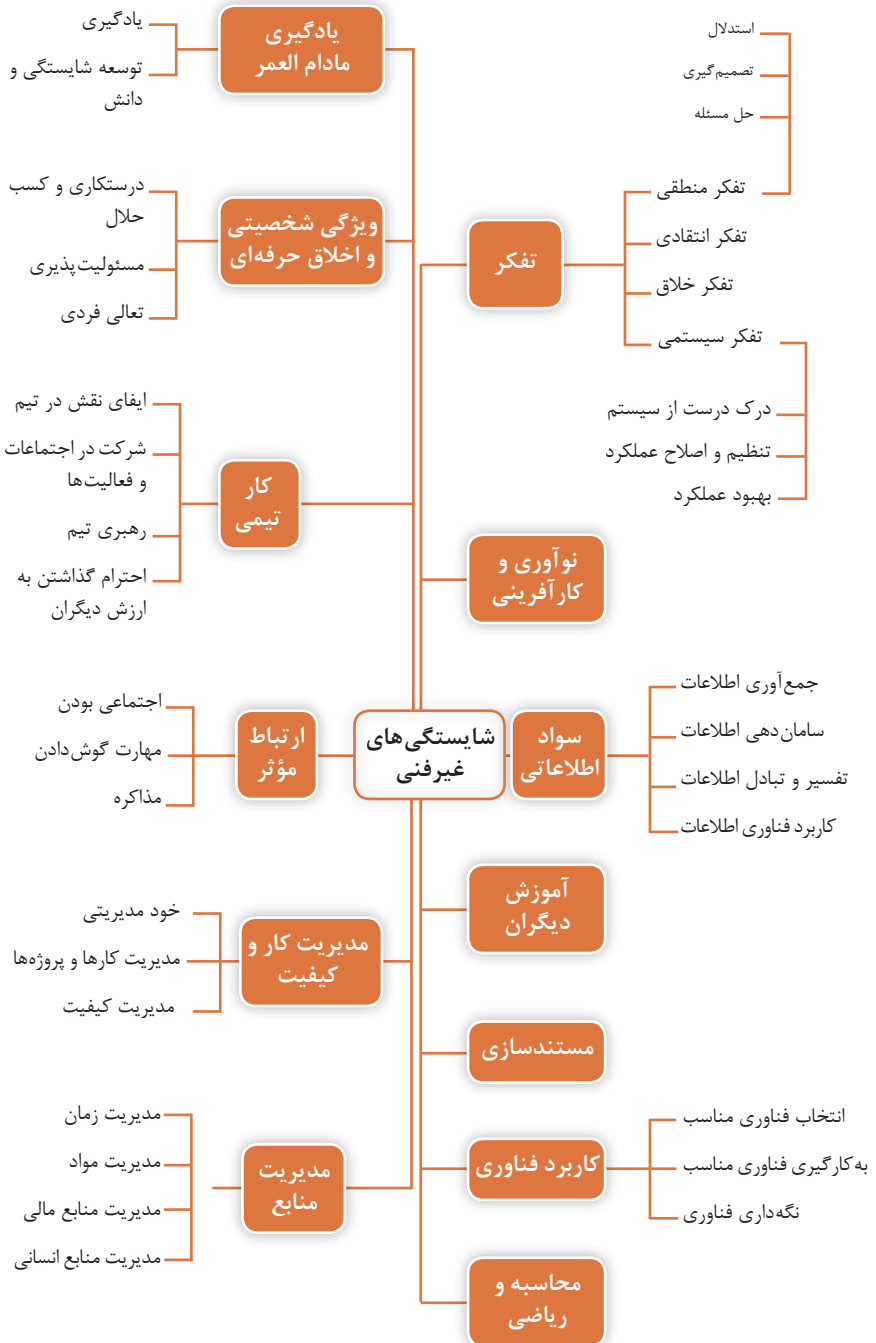 شایستگی‌های
غیرفنی
استدلال
تصمیم‌گیری
حل مسئله
تفکر منطقی
تفکر انتقادی
تفکر خلاق
تفکر سیستمی
درک درست از سیستم
تنظیم و اصلاح عملکرد
بهبود عملکرد
تفکر
نوآوری و
کارآفرینی
سواد
اطلاعاتی
جمع‌آوری اطلاعات
سامان‌دهی اطلاعات
تفسیر و تبادل اطلاعات
کاربرد فناوری اطلاعات
آموزش
دیگران
مستندسازی
کاربرد فناوری
انتخاب فناوری مناسب
به‌کارگیری فناوری مناسب
نگه‌داری فناوری
محاسبه و
ریاضی
یادگیری
مادام العمر
یادگیری
توسعه شایستگی و
دانش
ویژگی شخصیتی
و اخلاق حرفه‌ای
درستکاری و کسب
حلال
مسئولیت‌پذیری
تعالی فردی
کار
تیمی
ایفای نقش در تیم
شرکت در اجتماعات
و فعالیت‌ها
رهبری تیم
احترام گذاشتن به
ارزش دیگران
ارتباط
مؤثر
اجتماعی بودن
مهارت گوش‌دادن
مذاکره
مدیریت کار و
کیفیت
خود مدیریتی
مدیریت کارها و پروژه‌ها
مدیریت کیفیت
مدیریت
منابع
مدیریت زمان
مدیریت مواد
مدیریت منابع مالی
مدیریت منابع انسانی